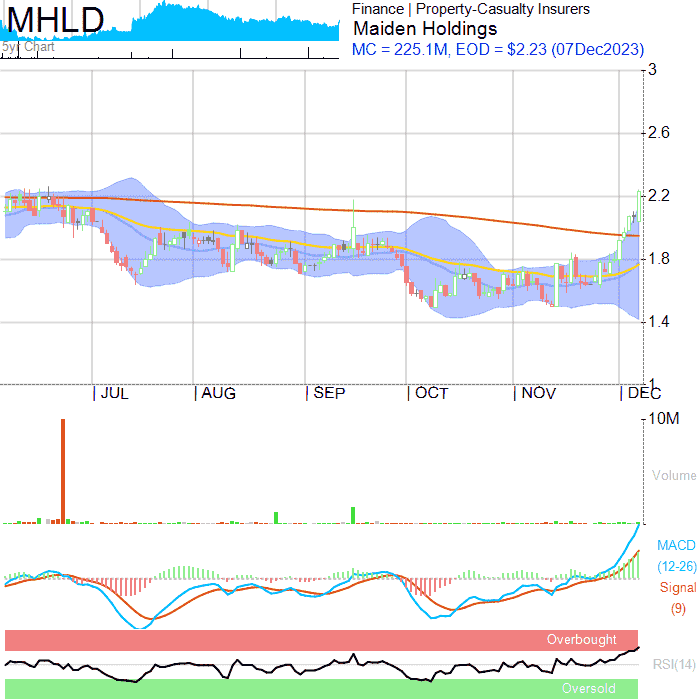 MHLD
5yr Chart
Finance | Property-Casualty Insurers
Maiden Holdings
MC = 225.1M, EOD = $2.23 (07Dec2023)
3
2.6
2.2
1.8
1.4
1
JUL AUG SEP OCT NOV DEC
10M
Volume
MACD
(12-26)
Signal
(9)
Overbought
RSI(14)
Oversold